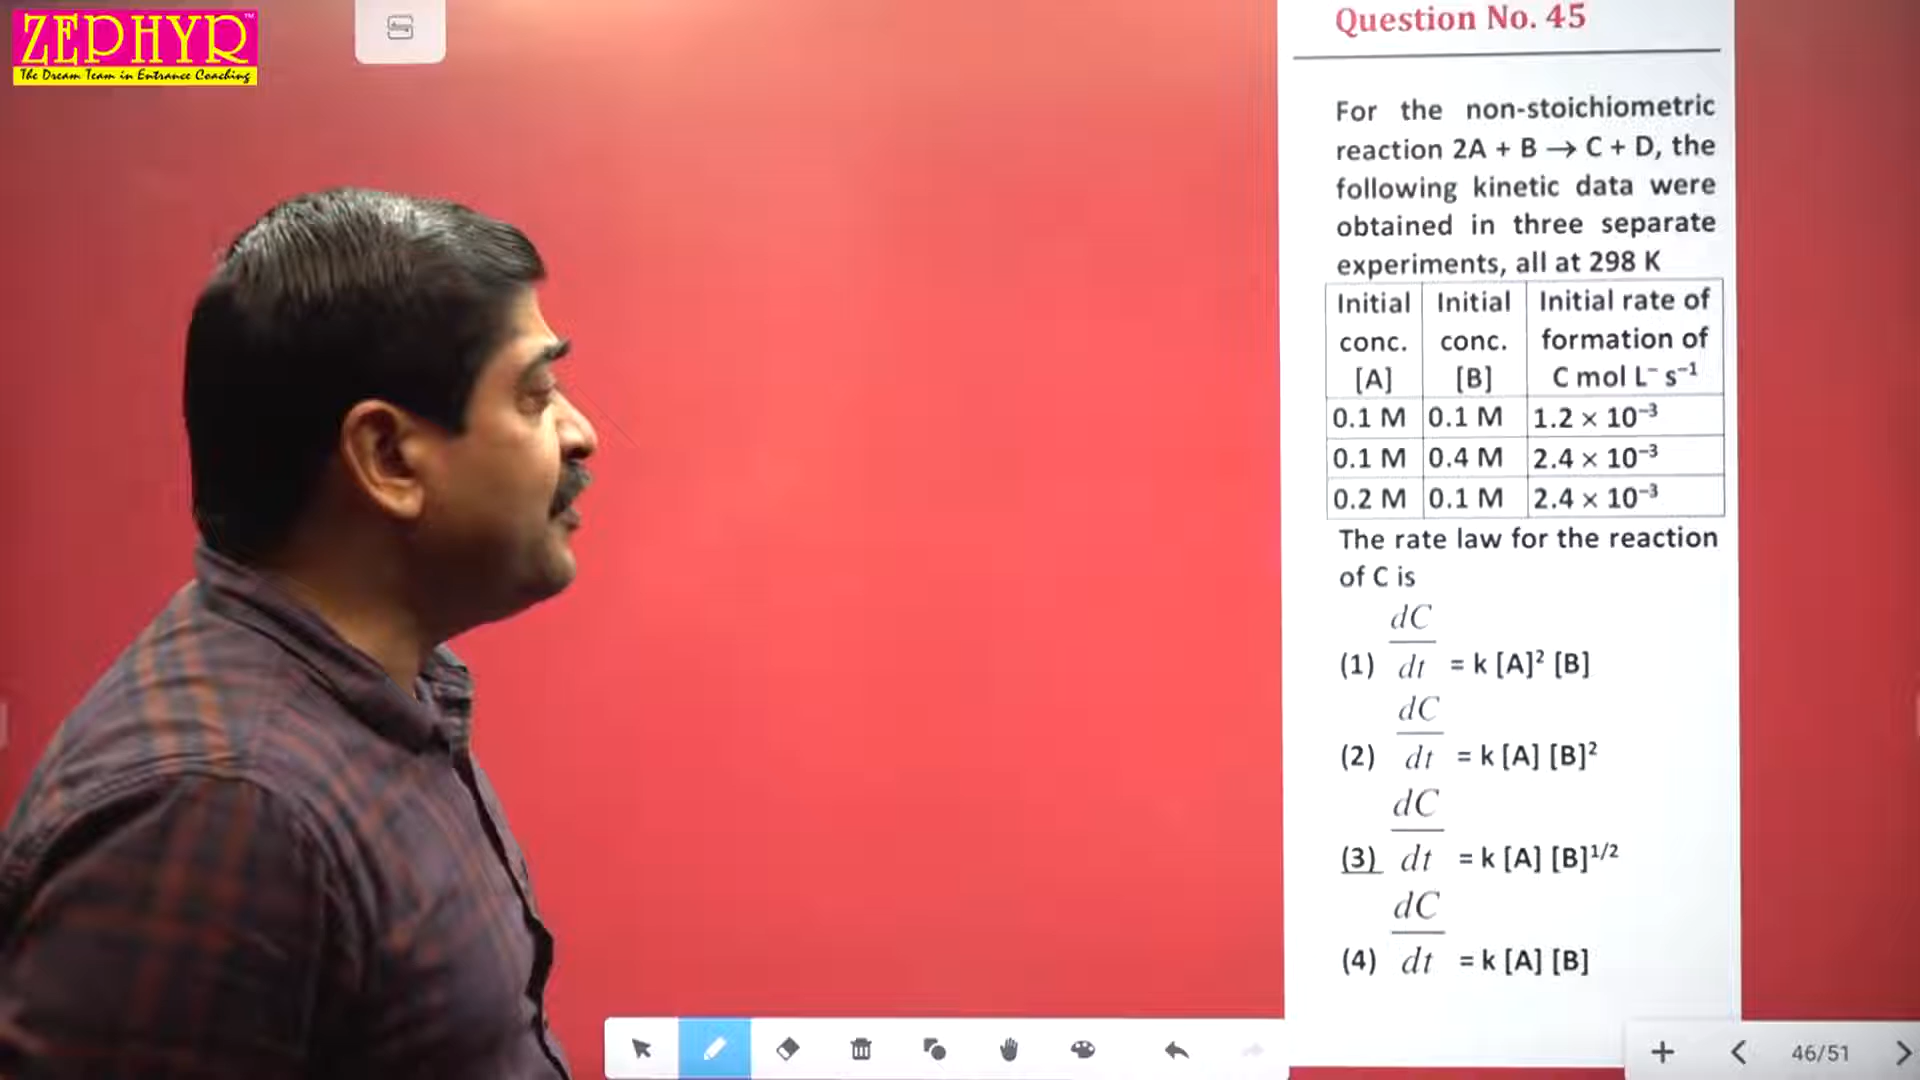 ZEPHYR™
The Dream Team in Entrance Coaching
Question No. 45
For the non-stoichiometric
reaction 2A + B → C + D, the
following kinetic data were
obtained in three separate
experiments, all at 298 K
Initial conc. [A] Initial conc. [B] Initial rate of formation of C mol L⁻ s⁻¹
0.1 M 0.1 M 1.2 × 10⁻³
0.1 M 0.4 M 2.4 × 10⁻³
0.2 M 0.1 M 2.4 × 10⁻³
The rate law for the reaction
of C is
(1) dC/dt = k [A]² [B]
(2) dC/dt = k [A] [B]²
(3) dC/dt = k [A] [B]¹/²
(4) dC/dt = k [A] [B]
46/51